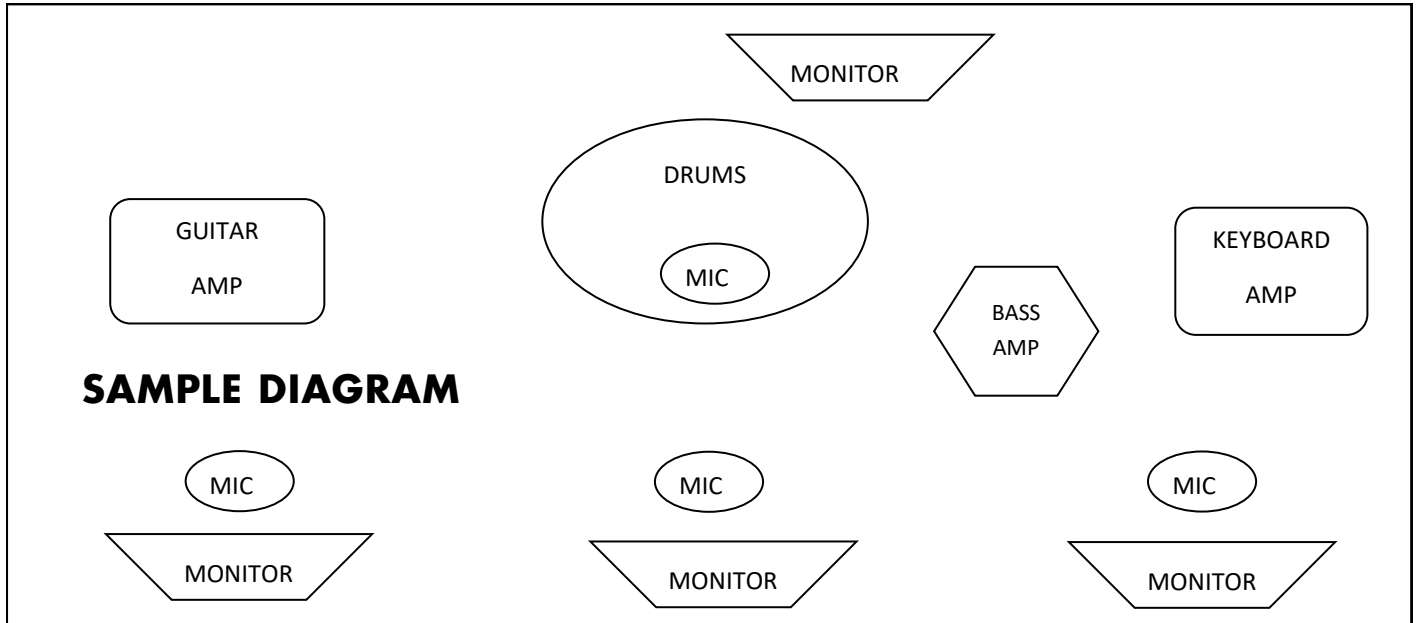 MONITOR
DRUMS
GUITAR
AMP
MIC
KEYBOARD
AMP
BASS
AMP
SAMPLE DIAGRAM
MIC
MIC
MIC
MONITOR
MONITOR
MONITOR